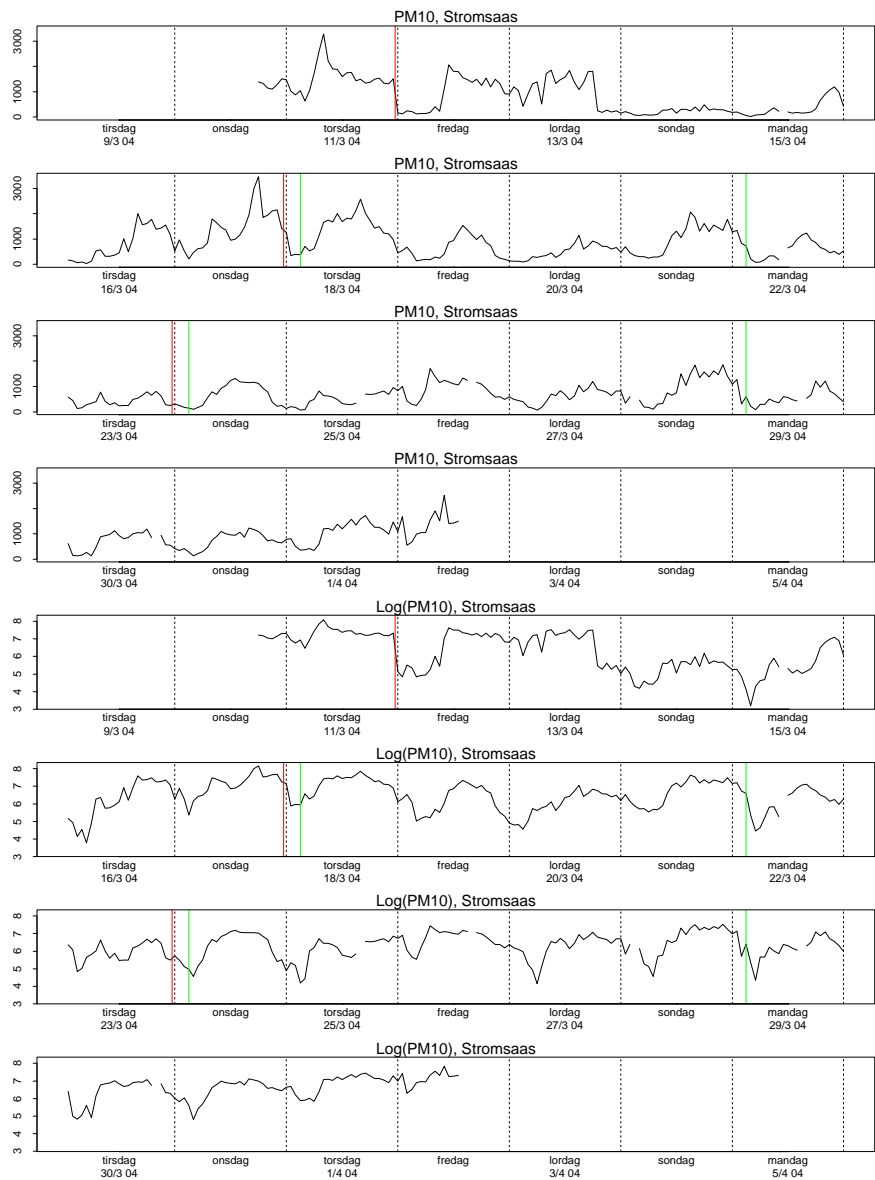 PM10, Stromsaas
0 1000 3000
tirsdag onsdag torsdag fredag lordag sondag mandag
9/3 04 11/3 04 13/3 04 15/3 04
PM10, Stromsaas
0 1000 3000
tirsdag onsdag torsdag fredag lordag sondag mandag
16/3 04 18/3 04 20/3 04 22/3 04
PM10, Stromsaas
0 1000 3000
tirsdag onsdag torsdag fredag lordag sondag mandag
23/3 04 25/3 04 27/3 04 29/3 04
PM10, Stromsaas
0 1000 3000
tirsdag onsdag torsdag fredag lordag sondag mandag
30/3 04 1/4 04 3/4 04 5/4 04
Log(PM10), Stromsaas
3 4 5 6 7 8
tirsdag onsdag torsdag fredag lordag sondag mandag
9/3 04 11/3 04 13/3 04 15/3 04
Log(PM10), Stromsaas
3 4 5 6 7 8
tirsdag onsdag torsdag fredag lordag sondag mandag
16/3 04 18/3 04 20/3 04 22/3 04
Log(PM10), Stromsaas
3 4 5 6 7 8
tirsdag onsdag torsdag fredag lordag sondag mandag
23/3 04 25/3 04 27/3 04 29/3 04
Log(PM10), Stromsaas
3 4 5 6 7 8
tirsdag onsdag torsdag fredag lordag sondag mandag
30/3 04 1/4 04 3/4 04 5/4 04